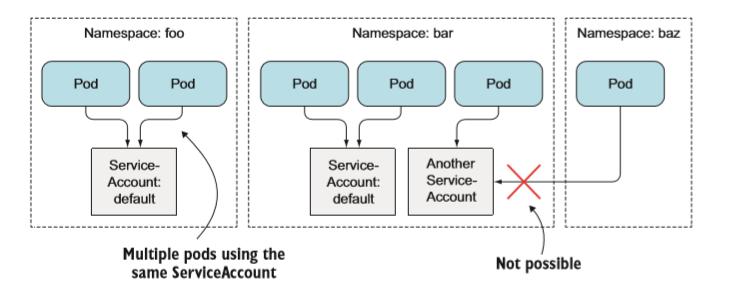 Namespace: foo
Namespace: bar
Namespace: baz
Pod
Pod
Pod
Pod
Pod
Pod
Service-
Account:
default
Service-
Account:
default
Another
Service-
Account
Multiple pods using the
same ServiceAccount
Not possible